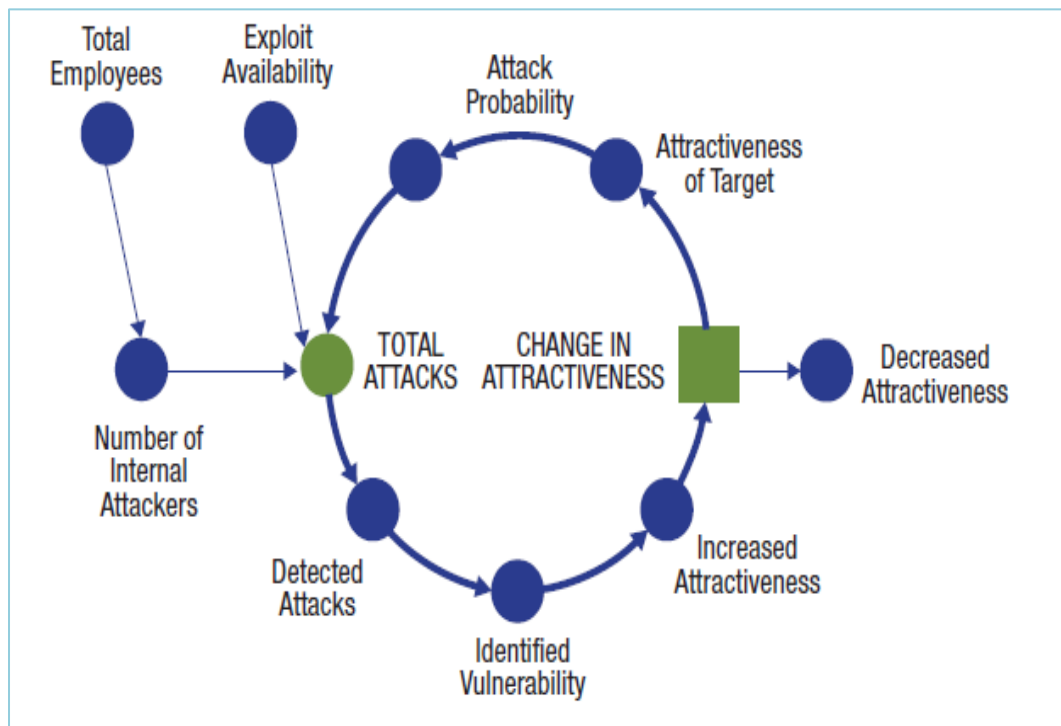 Total
Employees
Exploit
Availability
Attack
Probability
Attractiveness
of Target
TOTAL
ATTACKS
CHANGE IN
ATTRACTIVENESS
Decreased
Attractiveness
Number of
Internal
Attackers
Detected
Attacks
Increased
Attractiveness
Identified
Vulnerability